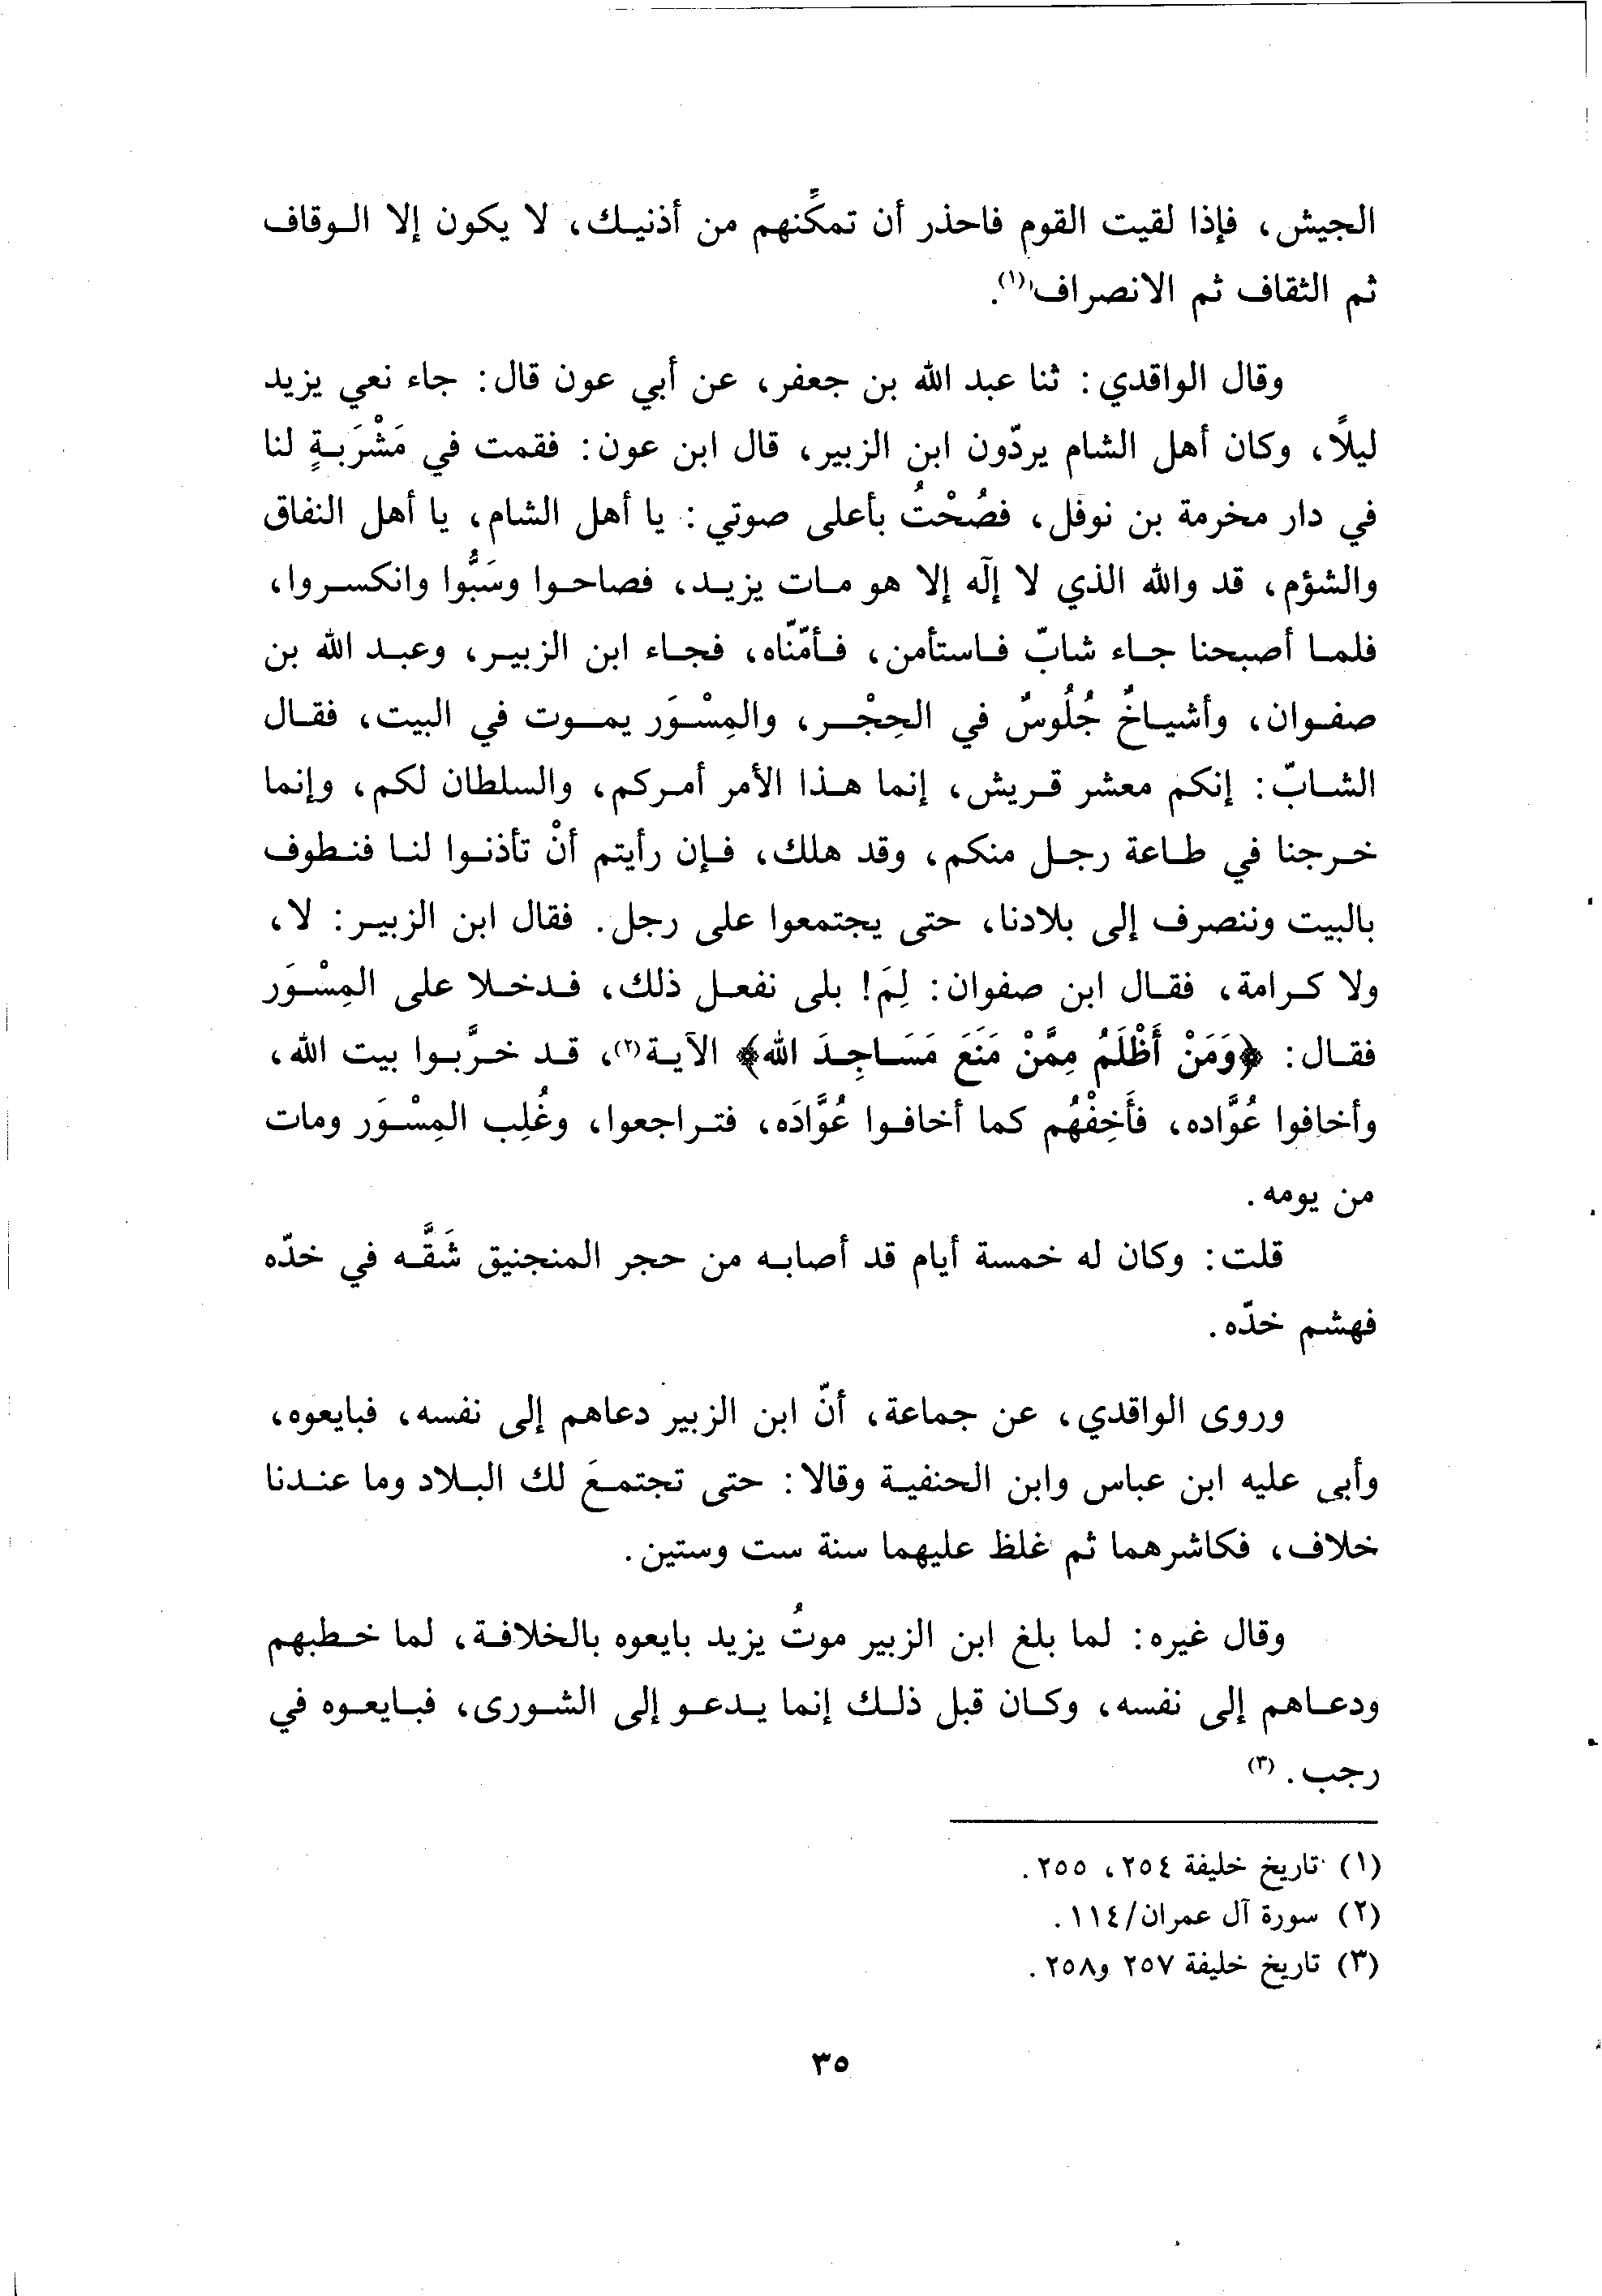 الجيش، فإذا لقيت القوم فاحذر أن تمكِّنهم من أذنيك، لا يكون إلا الوقاف
ثم الثقاف ثم الانصراف(١).
وقال الواقدي: ثنا عبد الله بن جعفر، عن أبي عون قال: جاء نعي يزيد
ليلًا، وكان أهل الشام يردّون ابن الزبير، قال ابن عون: فقمت في مَشْرَبةٍ لنا
في دار مخرمة بن نوفل، فصُحْتُ بأعلى صوتي: يا أهل الشام، يا أهل النفاق
والشؤم، قد والله الذي لا إلٓه إلا هو مات يزيد، فصاحوا وسَبُّوا وانكسروا،
فلما أصبحنا جاء شابّ فاستأمن، فأمّنّاه، فجاء ابن الزبير، وعبد الله بن
صفوان، وأشياخٌ جُلُوسٌ في الحِجْر، والمِسْوَر يموت في البيت، فقال
الشابّ: إنكم معشر قريش، إنما هذا الأمر أمركم، والسلطان لكم، وإنما
خرجنا في طاعة رجل منكم، وقد هلك، فإن رأيتم أنْ تأذنوا لنا فنطوف
بالبيت وننصرف إلى بلادنا، حتى يجتمعوا على رجل. فقال ابن الزبير: لا،
ولا كرامة، فقال ابن صفوان: لِمَ! بلى نفعل ذلك، فدخلا على المِسْوَر
فقال: ﴿وَمَنْ أَظْلَمُ مِمَّنْ مَنَعَ مَسَاجِدَ الله﴾ الآية(٢)، قد خرَّبوا بيت الله،
وأخافوا عُوَّاده، فأَخِفْهُم كما أخافوا عُوَّادَه، فتراجعوا، وغُلِب المِسْوَر ومات
من يومه.
قلت: وكان له خمسة أيام قد أصابه من حجر المنجنيق شَقَّه في خدّه
فهشم خدّه.
وروى الواقدي، عن جماعة، أنّ ابن الزبير دعاهم إلى نفسه، فبايعوه،
وأبى عليه ابن عباس وابن الحنفية وقالا: حتى تجتمعَ لك البلاد وما عندنا
خلاف، فكاشرهما ثم غلظ عليهما سنة ست وستين.
وقال غيره: لما بلغ ابن الزبير موتُ يزيد بايعوه بالخلافة، لما خطبهم
ودعاهم إلى نفسه، وكان قبل ذلك إنما يدعو إلى الشورى، فبايعوه في
رجب. (٣)
(١) تاريخ خليفة ٢٥٤، ٢٥٥.
(٢) سورة آل عمران/١١٤.
(٣) تاريخ خليفة ٢٥٧ و٢٥٨.
٣٥